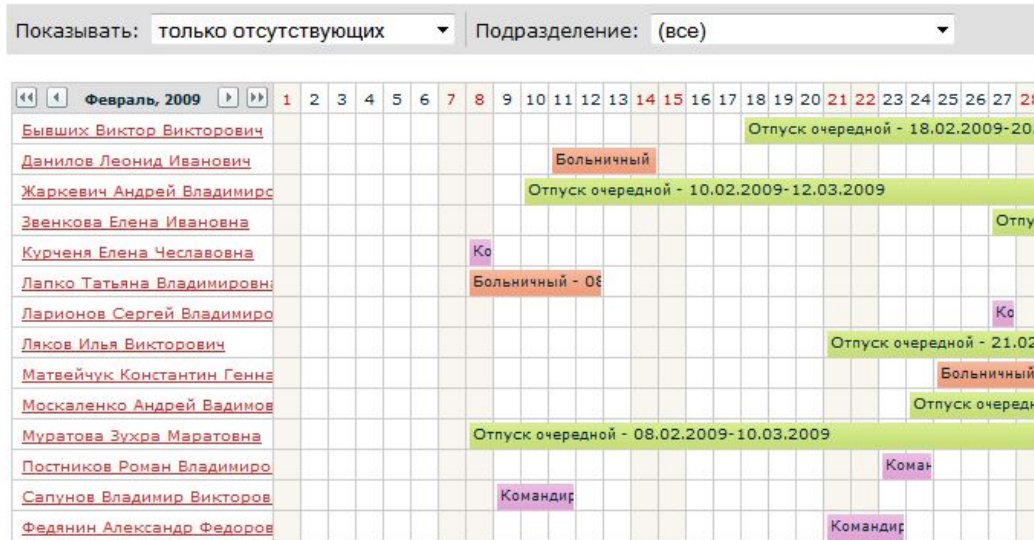 Показывать: только отсутствующих Подразделение: (все)
Февраль, 2009 1 2 3 4 5 6 7 8 9 10 11 12 13 14 15 16 17 18 19 20 21 22 23 24 25 26 27 28
Бывших Виктор Викторович Отпуск очередной - 18.02.2009-20.
Данилов Леонид Иванович Больничный
Жаркевич Андрей Владимирс Отпуск очередной - 10.02.2009-12.03.2009
Звенкова Елена Ивановна Отпу
Курченя Елена Чеславовна Ко
Лапко Татьяна Владимировн Больничный - 08
Ларионов Сергей Владимиро Ко
Ляков Илья Викторович Отпуск очередной - 21.02
Матвейчук Константин Генна Больничный
Москаленко Андрей Вадимов Отпуск очередн
Муратова Зухра Маратовна Отпуск очередной - 08.02.2009-10.03.2009
Постников Роман Владимиро Коман
Сапунов Владимир Викторов Командир
Федянин Александр Федоров Командир